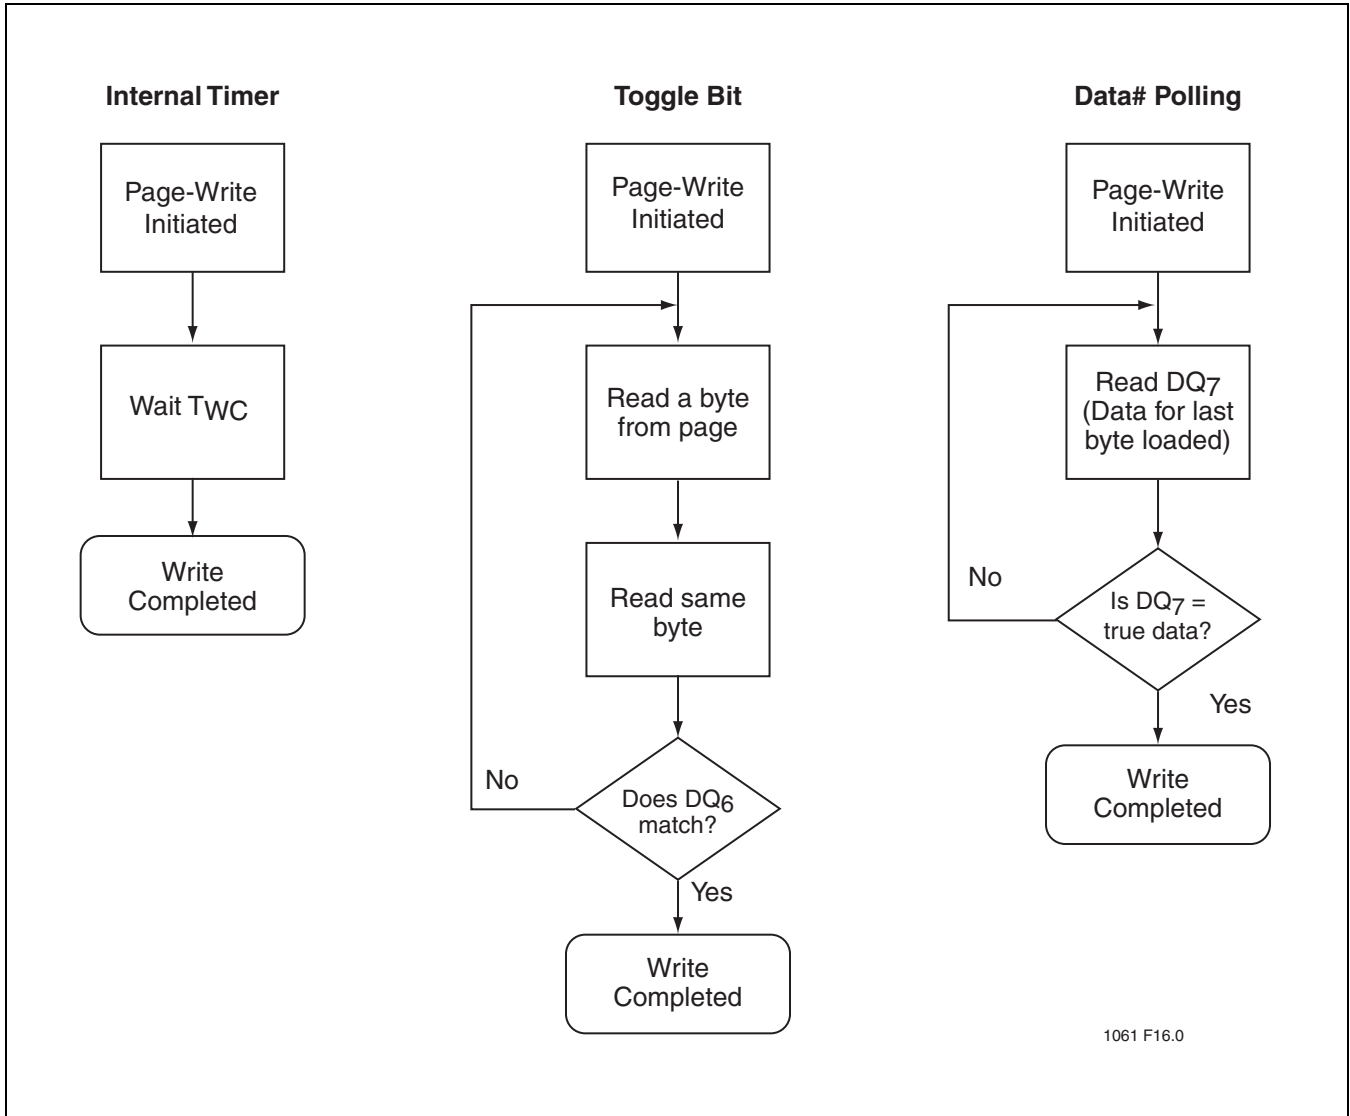 Internal Timer
Page-Write
Initiated
Wait TWC
Write
Completed
Toggle Bit
Page-Write
Initiated
Read a byte
from page
Read same
byte
No
Does DQ6
match?
Yes
Write
Completed
Data# Polling
Page-Write
Initiated
Read DQ7
(Data for last
byte loaded)
No
Is DQ7 =
true data?
Yes
Write
Completed
1061 F16.0